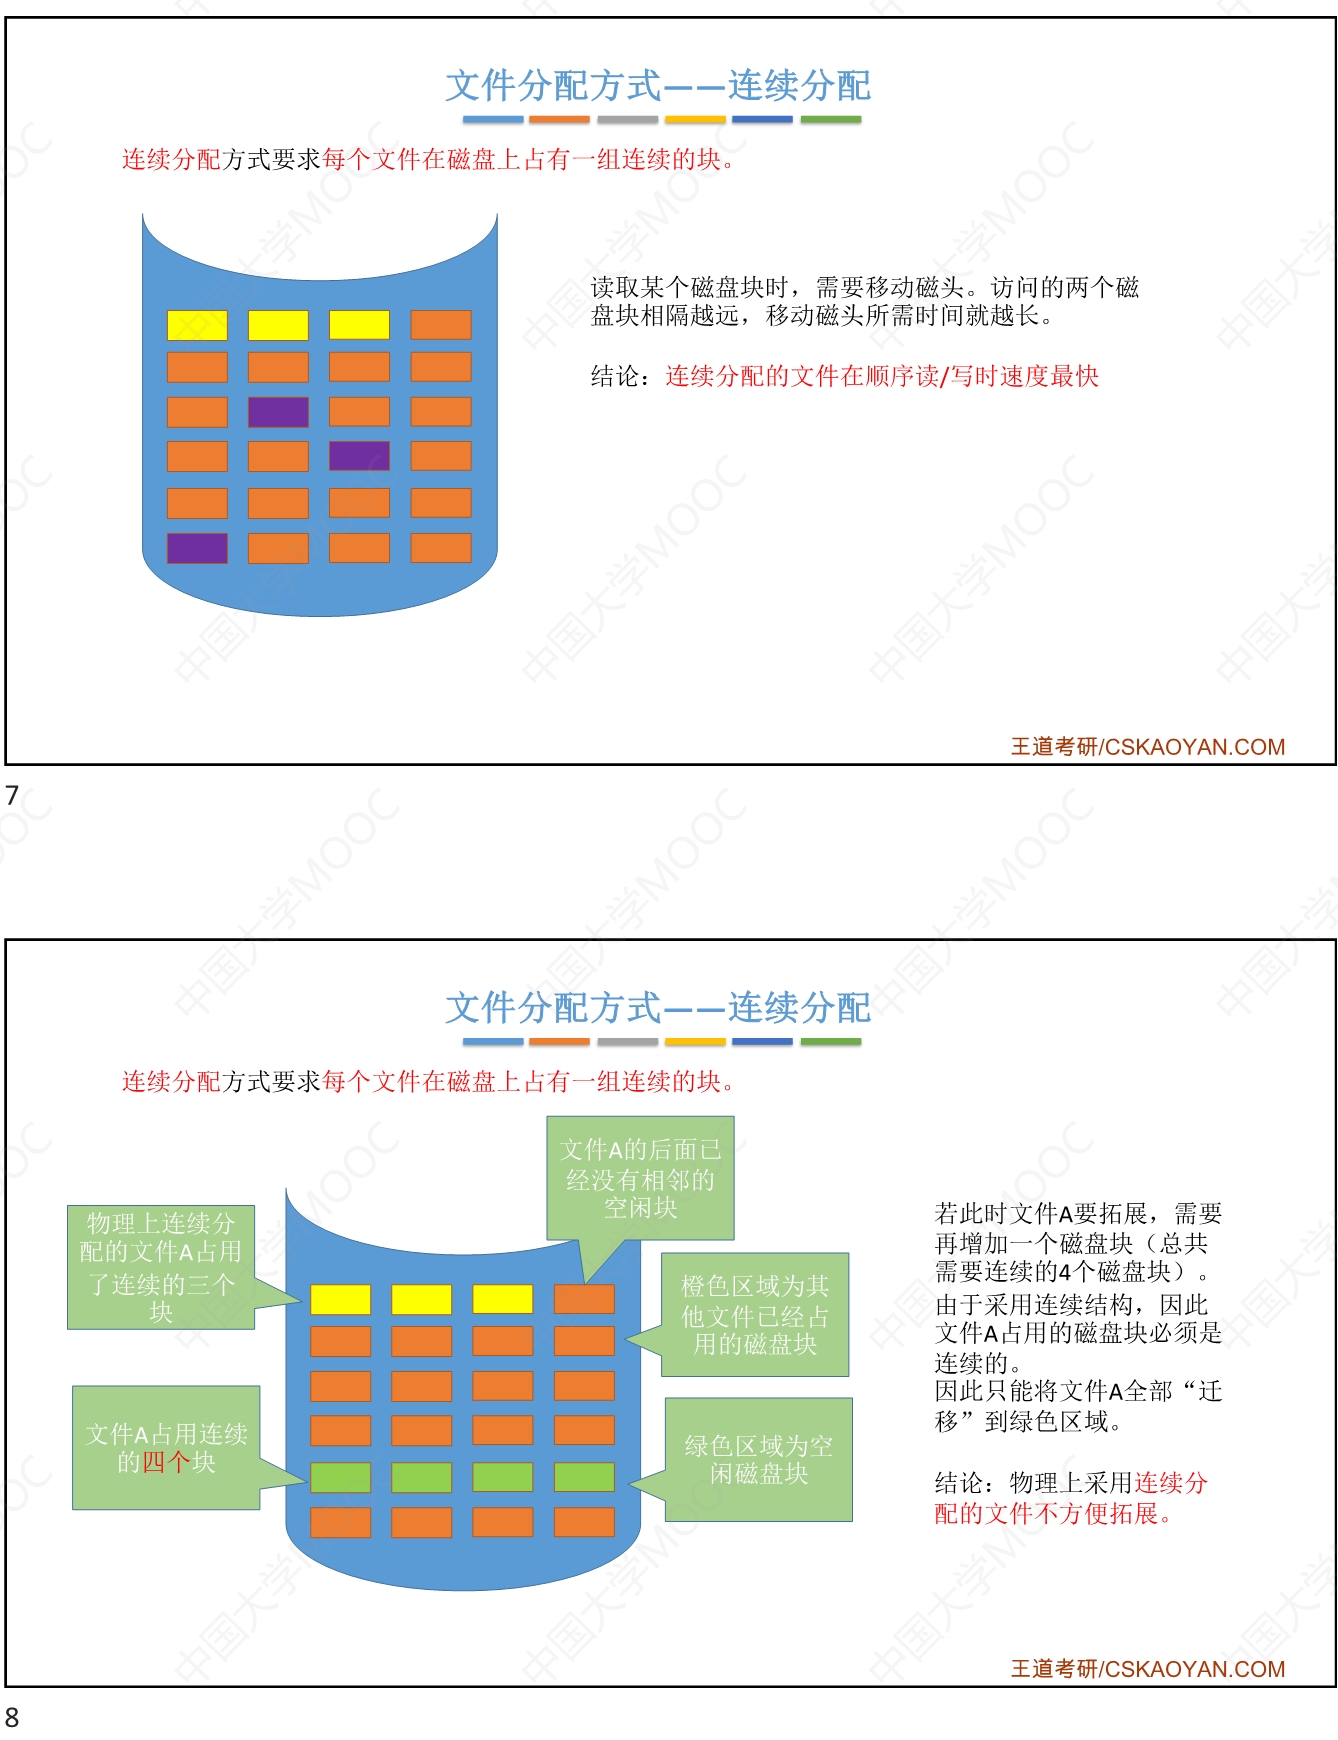 文件分配方式——连续分配
连续分配方式要求每个文件在磁盘上占有一组连续的块。
读取某个磁盘块时，需要移动磁头。访问的两个磁
盘块相隔越远，移动磁头所需时间就越长。
结论：连续分配的文件在顺序读/写时速度最快
王道考研/CSKAOYAN.COM
7
文件分配方式——连续分配
连续分配方式要求每个文件在磁盘上占有一组连续的块。
文件A的后面已
经没有相邻的
空闲块
物理上连续分
配的文件A占用
了连续的三个
块
橙色区域为其
他文件已经占
用的磁盘块
文件A占用连续
的四个块
绿色区域为空
闲磁盘块
若此时文件A要拓展，需要
再增加一个磁盘块（总共
需要连续的4个磁盘块）。
由于采用连续结构，因此
文件A占用的磁盘块必须是
连续的。
因此只能将文件A全部“迁
移”到绿色区域。
结论：物理上采用连续分
配的文件不方便拓展。
王道考研/CSKAOYAN.COM
8
中国大学MOOC